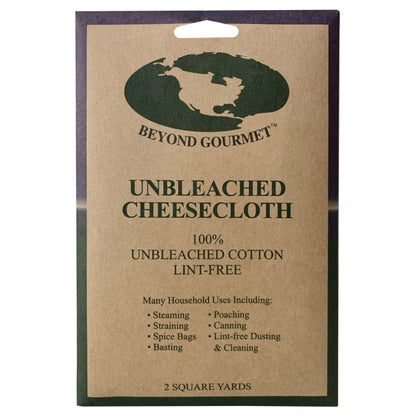 BEYOND GOURMET™
UNBLEACHED
CHEESECLOTH
100%
UNBLEACHED COTTON
LINT-FREE
Many Household Uses Including:
• Steaming
• Straining
• Spice Bags
• Basting
• Poaching
• Canning
• Lint-free Dusting
& Cleaning
2 SQUARE YARDS